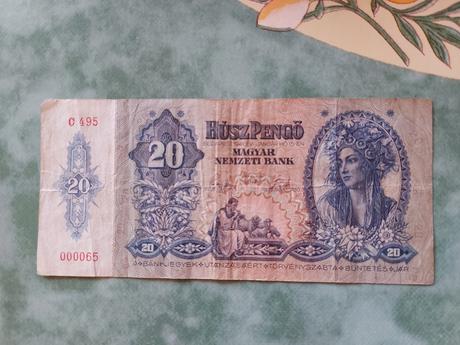 C 495
HÚSZ PENGŐ
MAGYAR
NEMZETI BANK
20
20
000065
20
20
A·BANKJEGYEK·UTÁNZÁSÁÉRT·TÖRVÉNYSZABTA·BÜNTETÉS·JÁR